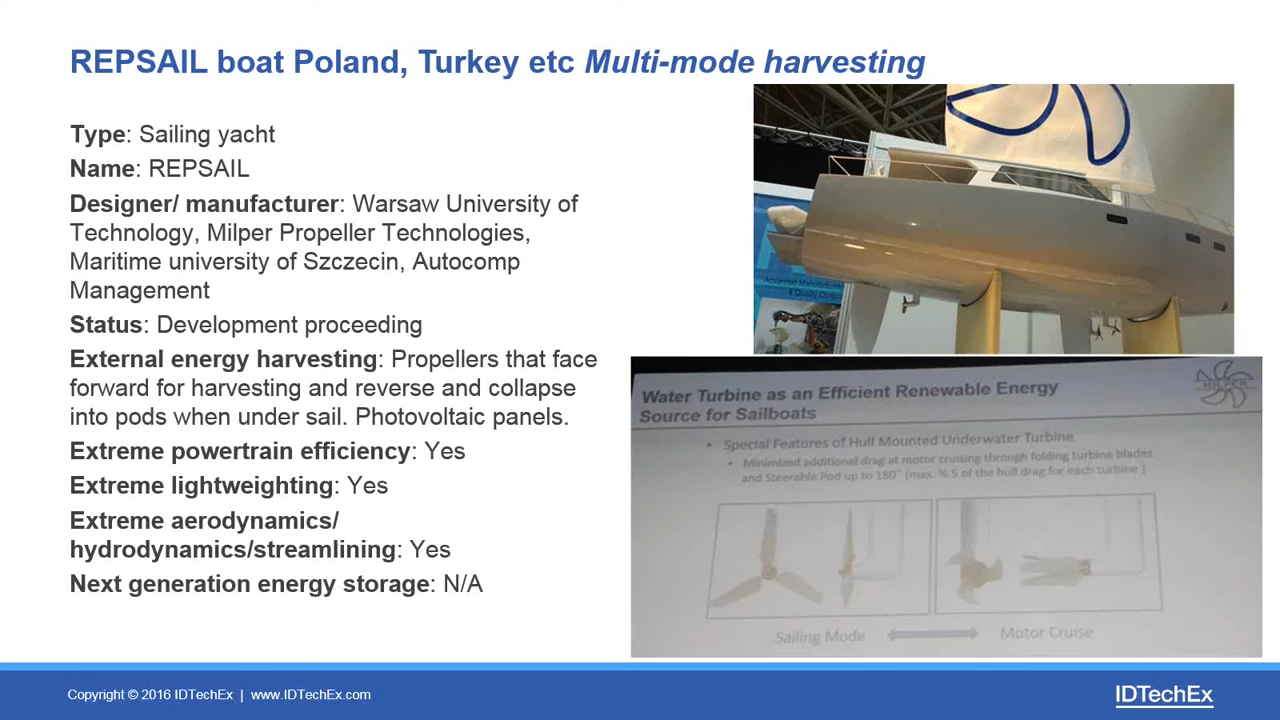 REPSAIL boat Poland, Turkey etc Multi-mode harvesting
Type: Sailing yacht
Name: REPSAIL
Designer/ manufacturer: Warsaw University of
Technology, Milper Propeller Technologies,
Maritime university of Szczecin, Autocomp
Management
Status: Development proceeding
External energy harvesting: Propellers that face
forward for harvesting and reverse and collapse
into pods when under sail. Photovoltaic panels.
Extreme powertrain efficiency: Yes
Extreme lightweighting: Yes
Extreme aerodynamics/
hydrodynamics/streamlining: Yes
Next generation energy storage: N/A
Advanced Manufacturing
& Quality
Water Turbine as an Efficient Renewable Energy
Source for Sailboats
MILPER
• Special Features of Hull Mounted Underwater Turbine
• Minimized additional drag at motor cruising through folding turbine blades
and Steerable Pod up to 180° (max. % 5 of the hull drag for each turbine )
Sailing Mode
Motor Cruise
Copyright © 2016 IDTechEx | www.IDTechEx.com
IDTechEx